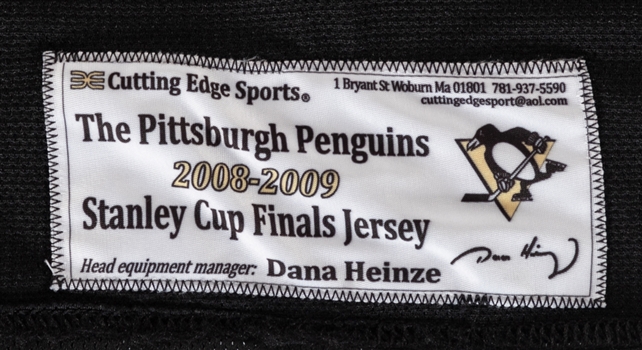 Cutting Edge Sports®
1 Bryant St Woburn Ma 01801 781-937-5590
cuttingedgesport@aol.com
The Pittsburgh Penguins
2008-2009
Stanley Cup Finals Jersey
Head equipment manager: Dana Heinze